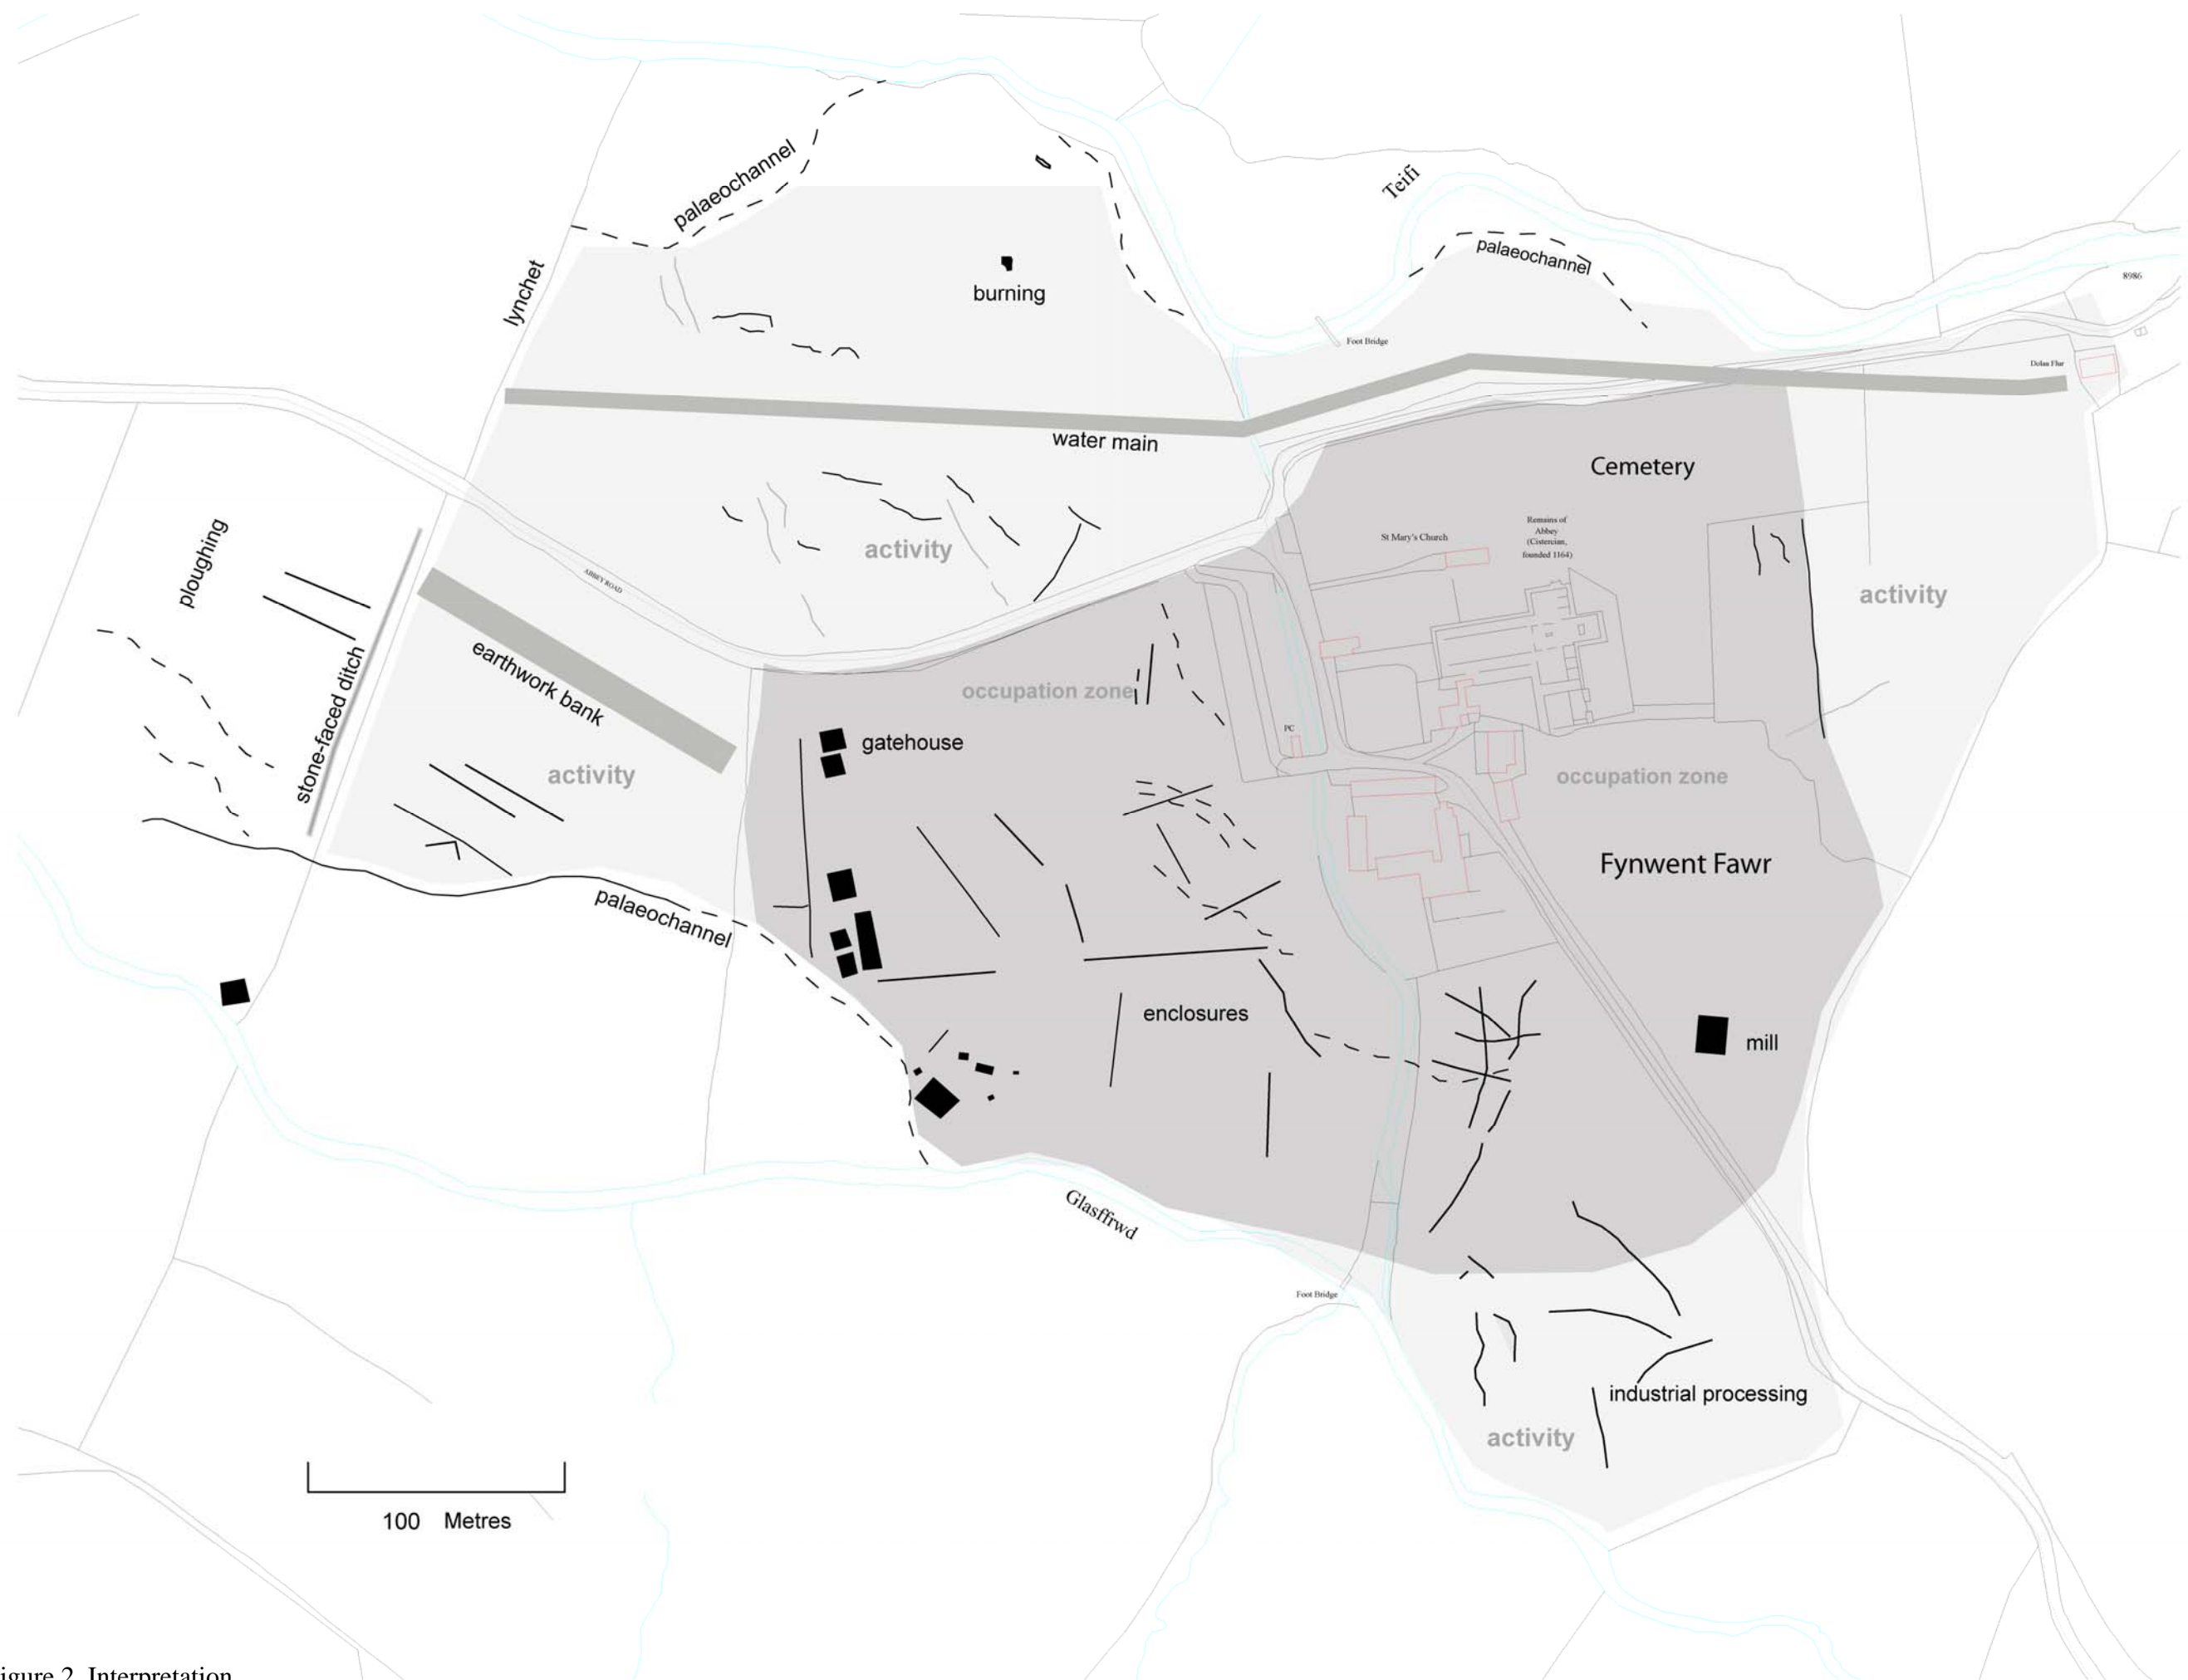 palaeochannel
Teifi
palaeochannel
8986
lynchet
burning
Foot Bridge
Dolau Flur
water main
Cemetery
ploughing
activity
St Mary's Church
Remains of
Abbey
(Cistercian,
founded 1164)
ABBEY ROAD
activity
earthwork bank
occupation zone
stone-faced ditch
PC
gatehouse
activity
occupation zone
palaeochannel
Fynwent Fawr
enclosures
mill
Glasffrwd
Foot Bridge
industrial processing
activity
100 Metres
igure 2. Interpretation